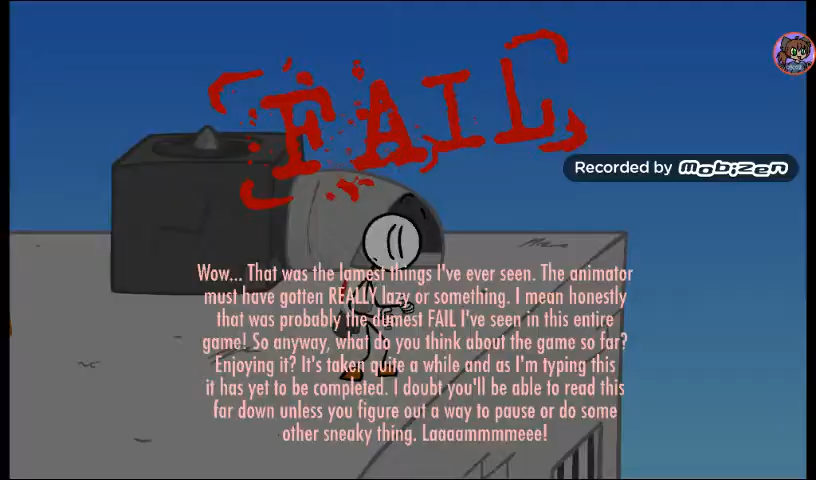 FAIL
Recorded by mobizen
Wow... That was the lamest things I've ever seen. The animator
must have gotten REALLY lazy or something. I mean honestly
that was probably the dumest FAIL I've seen in this entire
game! So anyway, what do you think about the game so far?
Enjoying it? It's taken quite a while and as I'm typing this
it has yet to be completed. I doubt you'll be able to read this
far down unless you figure out a way to pause or do some
other sneaky thing. Laaaammmmeee!